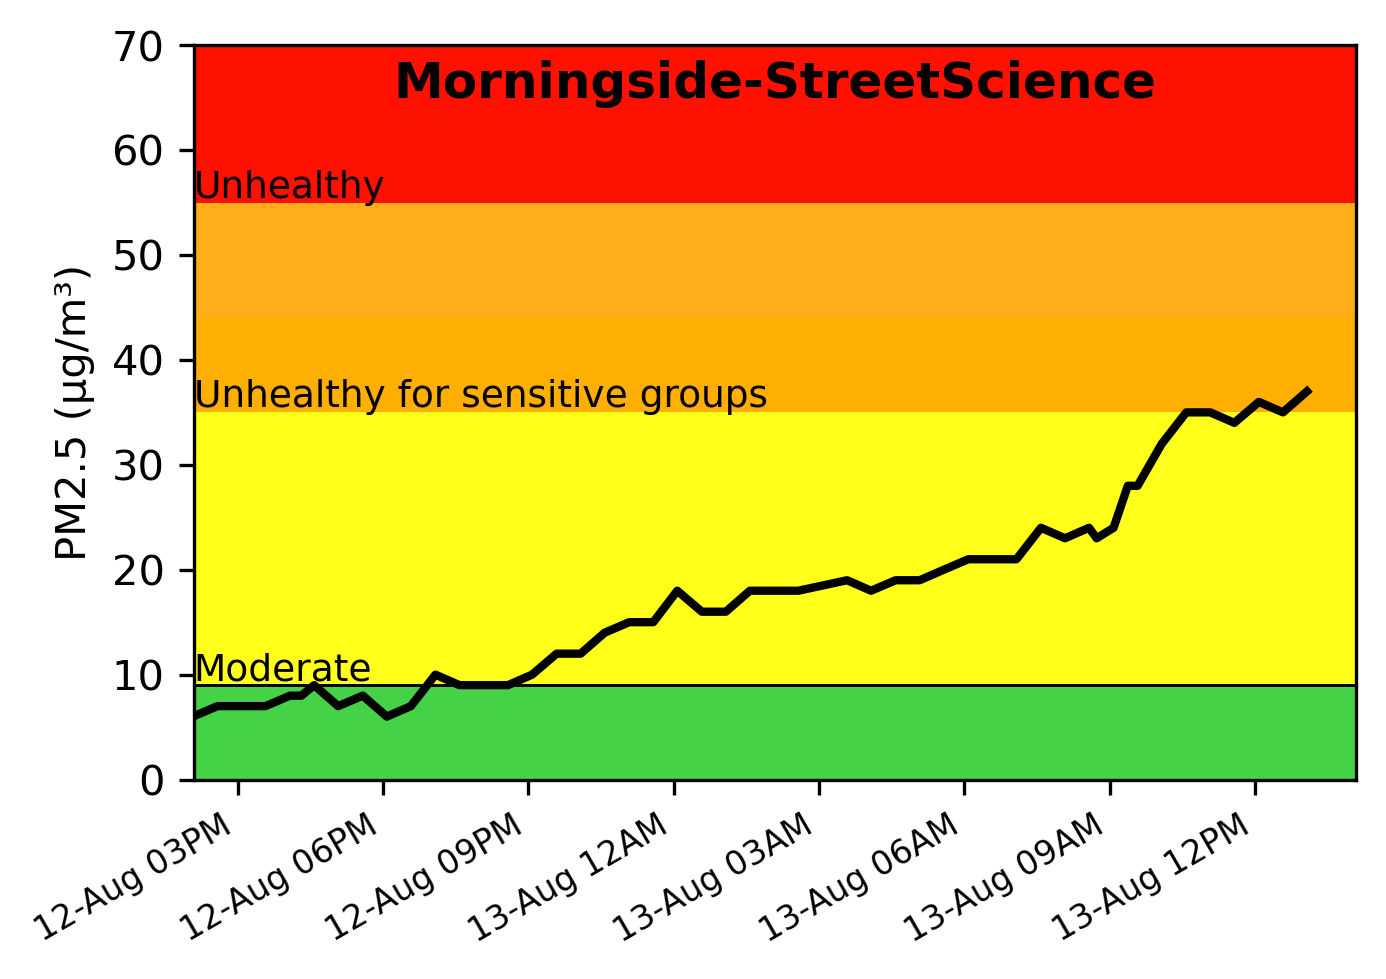 Morningside-StreetScience
70
60
50
40
30
20
10
0
PM2.5 (μg/m³)
Unhealthy
Unhealthy for sensitive groups
Moderate
12-Aug 03PM
12-Aug 06PM
12-Aug 09PM
13-Aug 12AM
13-Aug 03AM
13-Aug 06AM
13-Aug 09AM
13-Aug 12PM